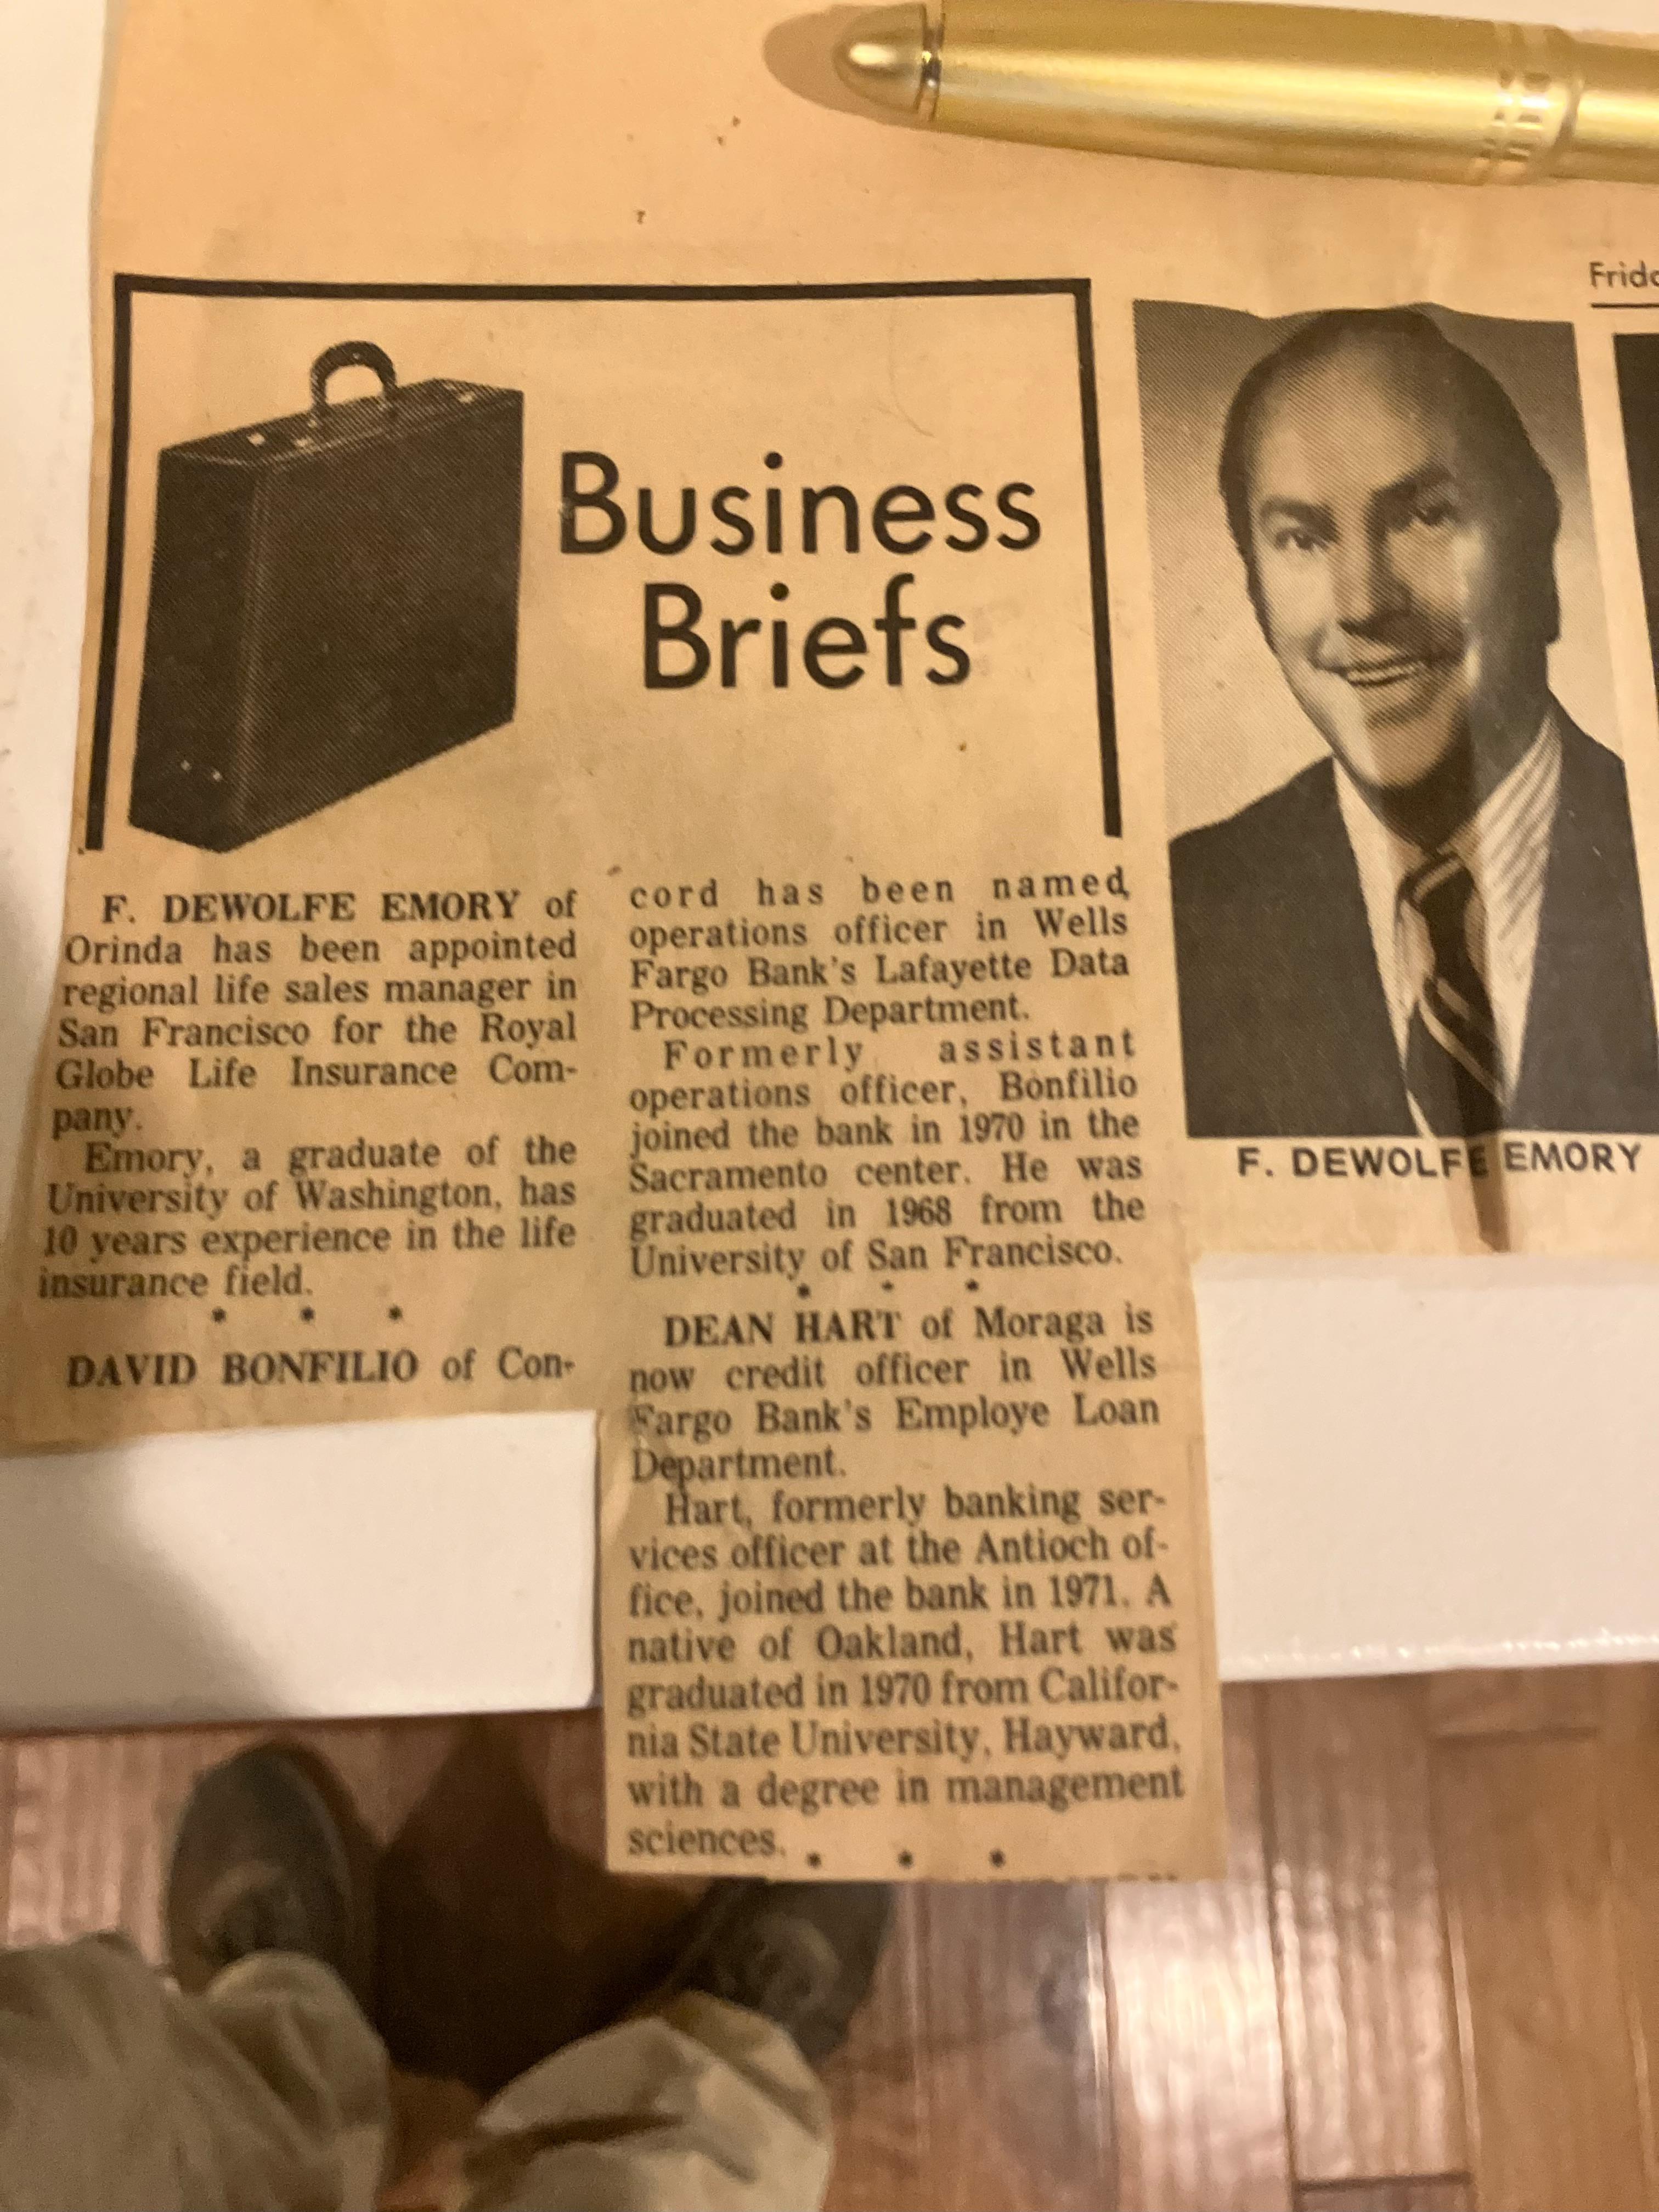 Business
Briefs
F. DEWOLFE EMORY of
Orinda has been appointed
regional life sales manager in
San Francisco for the Royal
Globe Life Insurance Com-
pany.
Emory, a graduate of the
University of Washington, has
10 years experience in the life
insurance field.
* * *
DAVID BONFILIO of Con-
cord has been named
operations officer in Wells
Fargo Bank's Lafayette Data
Processing Department.
Formerly assistant
operations officer, Bonfilio
joined the bank in 1970 in the
Sacramento center. He was
graduated in 1968 from the
University of San Francisco.
* * *
DEAN HART of Moraga is
now credit officer in Wells
Fargo Bank's Employe Loan
Department.
Hart, formerly banking ser-
vices officer at the Antioch of-
fice, joined the bank in 1971. A
native of Oakland, Hart was
graduated in 1970 from Califor-
nia State University, Hayward,
with a degree in management
sciences.
* * *
F. DEWOLFE EMORY